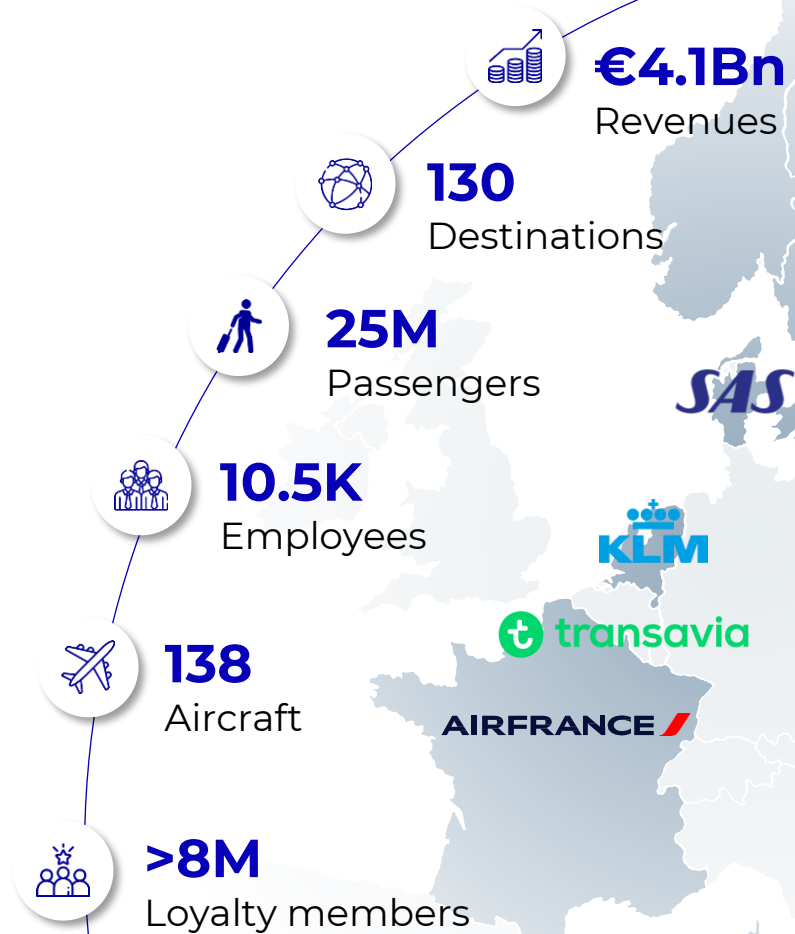 €4.1Bn
Revenues
130
Destinations
25M
Passengers
SAS
10.5K
Employees
KLM
transavia
138
Aircraft
AIRFRANCE
>8M
Loyalty members